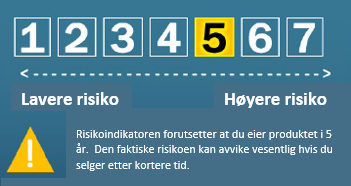 1 2 3 4 5 6 7
Lavere risiko Høyere risiko
Risikoindikatoren forutsetter at du eier produktet i 5
år. Den faktiske risikoen kan avvike vesentlig hvis du
selger etter kortere tid.